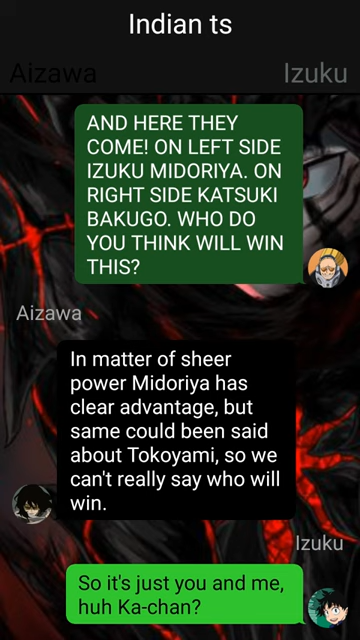 Indian ts
Aizawa Izuku
AND HERE THEY
COME! ON LEFT SIDE
IZUKU MIDORIYA. ON
RIGHT SIDE KATSUKI
BAKUGO. WHO DO
YOU THINK WILL WIN
THIS?
Aizawa
In matter of sheer
power Midoriya has
clear advantage, but
same could been said
about Tokoyami, so we
can't really say who will
win.
Izuku
So it's just you and me,
huh Ka-chan?